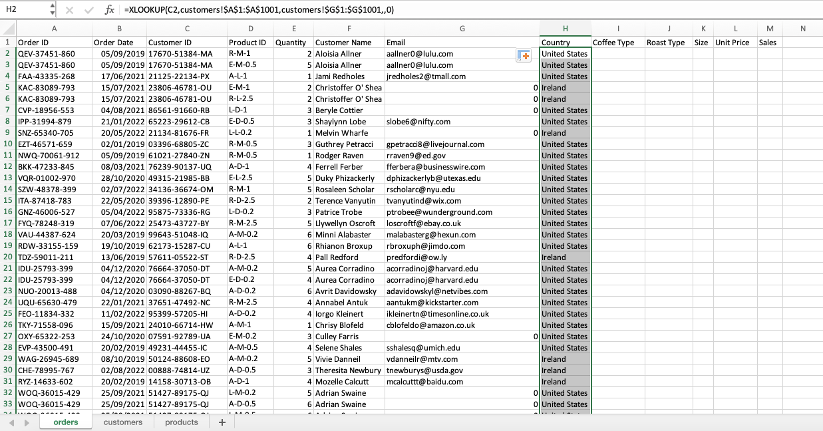 H2 fx =XLOOKUP(C2,customers!$A$1:$A$1001,customers!$G$1:$G$1001,,0)
A B C D E F G H I J K L M N
1 Order ID Order Date Customer ID Product ID Quantity Customer Name Email Country Coffee Type Roast Type Size Unit Price Sales
2 QEV-37451-860 05/09/2019 17670-51384-MA R-M-1 2 Aloisia Allner aallner0@lulu.com United States
3 QEV-37451-860 05/09/2019 17670-51384-MA E-M-0.5 5 Aloisia Allner aallner0@lulu.com United States
4 FAA-43335-268 17/06/2021 21125-22134-PX A-L-1 1 Jami Redholes jredholes2@tmall.com United States
5 KAC-83089-793 15/07/2021 23806-46781-OU E-M-1 2 Christoffer O' Shea 0 Ireland
6 KAC-83089-793 15/07/2021 23806-46781-OU R-L-2.5 2 Christoffer O' Shea 0 Ireland
7 CVP-18956-553 04/08/2021 86561-91660-RB L-D-1 3 Beryle Cottier 0 United States
8 IPP-31994-879 21/01/2022 65223-29612-CB E-D-0.5 3 Shaylynn Lobe slobe6@nifty.com United States
9 SNZ-65340-705 20/05/2022 21134-81676-FR L-L-0.2 1 Melvin Wharfe 0 Ireland
10 EZT-46571-659 02/01/2019 03396-68805-ZC R-M-0.5 3 Guthrey Petracci gpetracci8@livejournal.com United States
11 NWQ-70061-912 05/09/2019 61021-27840-ZN R-M-0.5 1 Rodger Raven rraven9@ed.gov United States
12 BKK-47233-845 08/03/2021 76239-90137-UQ A-D-1 4 Ferrell Ferber fferbera@businesswire.com United States
13 VQR-01002-970 28/10/2020 49315-21985-BB E-L-2.5 5 Duky Phizackerly dphizackerlyb@utexas.edu United States
14 SZW-48378-399 02/07/2022 34136-36674-OM R-M-1 5 Rosaleen Scholar rscholarc@nyu.edu United States
15 ITA-87418-783 22/05/2020 39396-12890-PE R-D-2.5 2 Terence Vanyutin tvanyutind@wix.com United States
16 GNZ-46006-527 05/04/2022 95875-73336-RG L-D-0.2 3 Patrice Trobe ptrobee@wunderground.com United States
17 FYQ-78248-319 07/06/2022 25473-43727-BY R-M-2.5 5 Llywellyn Oscroft loscroftf@ebay.co.uk United States
18 VAU-44387-624 20/03/2019 99643-51048-IQ A-M-0.2 6 Minni Alabaster malabasterg@hexun.com United States
19 RDW-33155-159 19/10/2019 62173-15287-CU A-L-1 6 Rhianon Broxup rbroxuph@jimdo.com United States
20 TDZ-59011-211 13/06/2019 57611-05522-ST R-D-2.5 4 Pall Redford predfordi@ow.ly Ireland
21 IDU-25793-399 04/12/2020 76664-37050-DT A-M-0.2 5 Aurea Corradino acorradinoj@harvard.edu United States
22 IDU-25793-399 04/12/2020 76664-37050-DT E-D-0.2 4 Aurea Corradino acorradinoj@harvard.edu United States
23 NUO-20013-488 04/12/2020 03090-88267-BQ A-D-0.2 6 Avrit Davidowsky adavidowskyl@netvibes.com United States
24 UQU-65630-479 22/01/2021 37651-47492-NC R-M-2.5 4 Annabel Antuk aantukm@kickstarter.com United States
25 FEO-11834-332 11/02/2022 95399-57205-HI A-D-0.2 4 Iorgo Kleinert ikleinertn@timesonline.co.uk United States
26 TKY-71558-096 15/09/2021 24010-66714-HW A-M-1 1 Chrisy Blofeld cblofeldo@amazon.co.uk United States
27 OXY-65322-253 24/10/2020 07591-92789-UA E-M-0.2 3 Culley Farris 0 United States
28 EVP-43500-491 20/02/2019 49231-44455-IC A-M-0.5 4 Selene Shales sshalesq@umich.edu United States
29 WAG-26945-689 08/10/2019 50124-88608-EO A-M-0.2 5 Vivie Danneil vdanneilr@mtv.com Ireland
30 CHE-78995-767 02/08/2022 00888-74814-UZ A-D-0.5 3 Theresita Newbury tnewburys@usda.gov Ireland
31 RYZ-14633-602 20/02/2019 14158-30713-OB A-D-1 4 Mozelle Calcutt mcalcuttt@baidu.com Ireland
32 WOQ-36015-429 25/09/2021 51427-89175-QJ L-M-0.2 5 Adrian Swaine 0 United States
33 WOQ-36015-429 25/09/2021 51427-89175-QJ A-D-0.5 6 Adrian Swaine 0 United States
orders customers products +